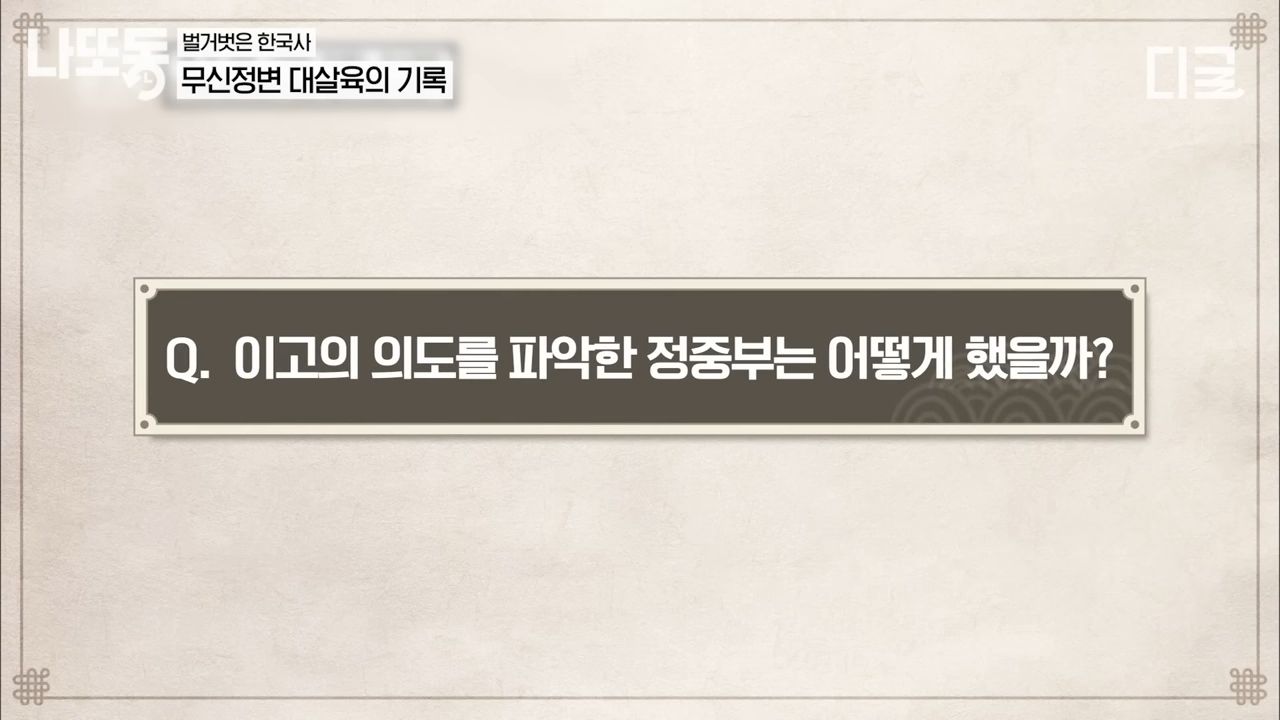 나또동
벌거벗은 한국사
무신정변 대살육의 기록
디글
Q. 이고의 의도를 파악한 정중부는 어떻게 했을까?